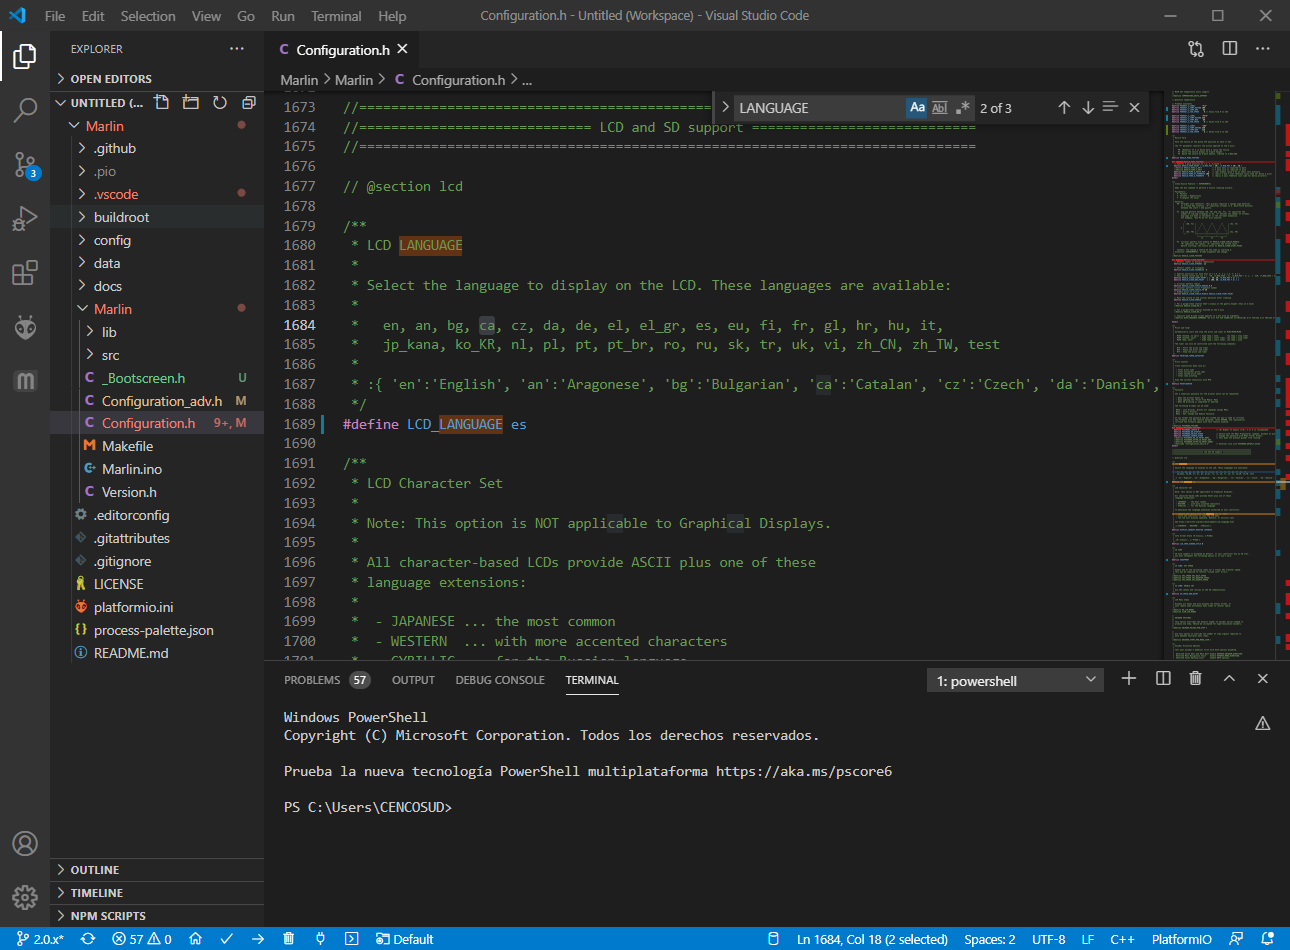 File Edit Selection View Go Run Terminal Help
Configuration.h - Untitled (Workspace) - Visual Studio Code
EXPLORER
OPEN EDITORS
UNTITLED (...
Marlin
.github
.pio
.vscode
buildroot
config
data
docs
Marlin
lib
src
C _Bootscreen.h U
C Configuration_adv.h M
C Configuration.h 9+, M
M Makefile
Marlin.ino
C Version.h
.editorconfig
.gitattributes
.gitignore
LICENSE
platformio.ini
{} process-palette.json
README.md
OUTLINE
TIMELINE
NPM SCRIPTS
3
m
C Configuration.h
Marlin > Marlin > C Configuration.h > ...
LANGUAGE Aa Abl .* 2 of 3
1673 //=============================================
1674 //============================= LCD and SD support ============================
1675 //=============================================================================
1676
1677 // @section lcd
1678
1679 /**
1680 * LCD LANGUAGE
1681 *
1682 * Select the language to display on the LCD. These languages are available:
1683 *
1684 * en, an, bg, ca, cz, da, de, el, el_gr, es, eu, fi, fr, gl, hr, hu, it,
1685 * jp_kana, ko_KR, nl, pl, pt, pt_br, ro, ru, sk, tr, uk, vi, zh_CN, zh_TW, test
1686 *
1687 * :{ 'en':'English', 'an':'Aragonese', 'bg':'Bulgarian', 'ca':'Catalan', 'cz':'Czech', 'da':'Danish',
1688 */
1689 #define LCD_LANGUAGE es
1690
1691 /**
1692 * LCD Character Set
1693 *
1694 * Note: This option is NOT applicable to Graphical Displays.
1695 *
1696 * All character-based LCDs provide ASCII plus one of these
1697 * language extensions:
1698 *
1699 * - JAPANESE ... the most common
1700 * - WESTERN ... with more accented characters
1701 * - CYRILLIC ... for the Russian language
PROBLEMS 57 OUTPUT DEBUG CONSOLE TERMINAL
1: powershell
Windows PowerShell
Copyright (C) Microsoft Corporation. Todos los derechos reservados.
Prueba la nueva tecnología PowerShell multiplataforma https://aka.ms/pscore6
PS C:\Users\CENCOSUD>
2.0.x* 57 0 Default
Ln 1684, Col 18 (2 selected) Spaces: 2 UTF-8 LF C++ PlatformIO